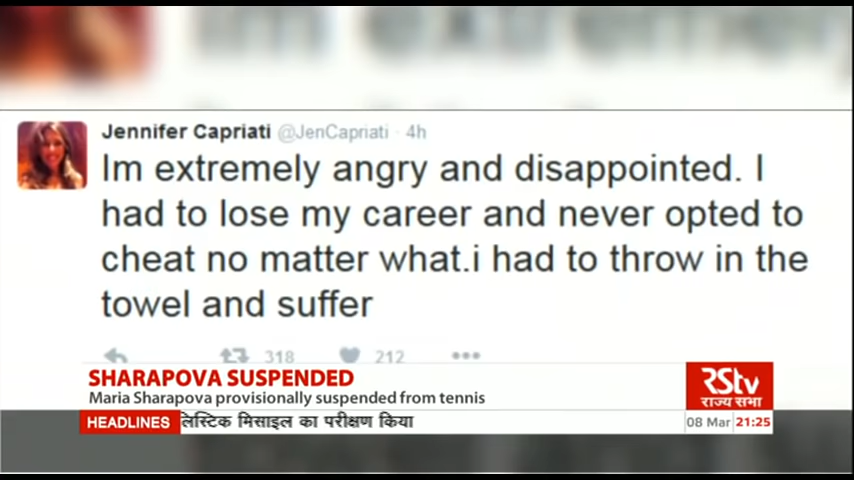 Jennifer Capriati @JenCapriati · 4h
Im extremely angry and disappointed. I
had to lose my career and never opted to
cheat no matter what.i had to throw in the
towel and suffer
318 212
SHARAPOVA SUSPENDED
Maria Sharapova provisionally suspended from tennis
RStv
राज्य सभा
HEADLINES लिस्टिक मिसाइल का परीक्षण किया
08 Mar 21:25